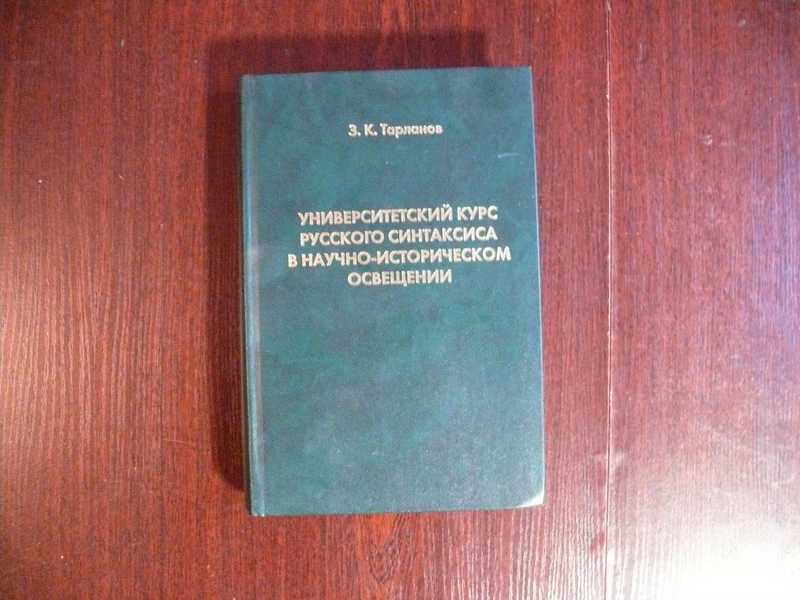 З. К. Тарланов
УНИВЕРСИТЕТСКИЙ КУРС
РУССКОГО СИНТАКСИСА
В НАУЧНО-ИСТОРИЧЕСКОМ
ОСВЕЩЕНИИ